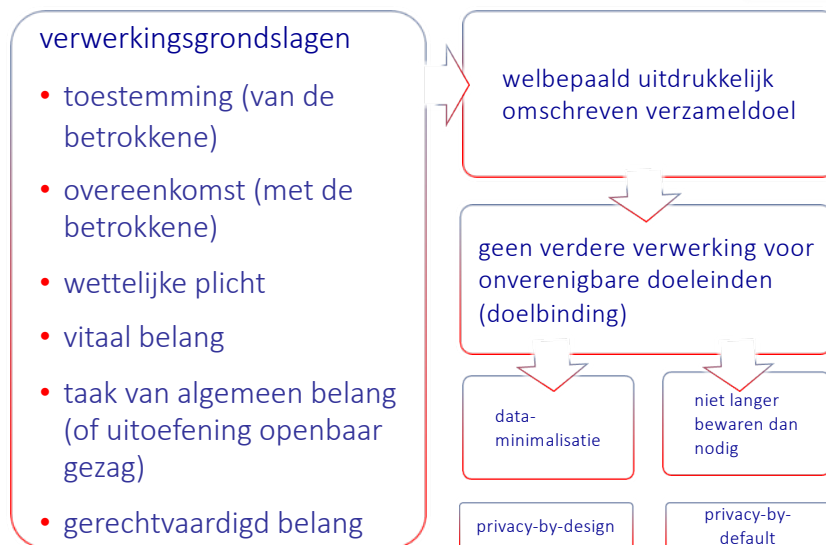 verwerkingsgrondslagen
• toestemming (van de
betrokkene)
• overeenkomst (met de
betrokkene)
• wettelijke plicht
• vitaal belang
• taak van algemeen belang
(of uitoefening openbaar
gezag)
• gerechtvaardigd belang
welbepaald uitdrukkelijk
omschreven verzameldoel
geen verdere verwerking voor
onverenigbare doeleinden
(doelbinding)
data-
minimalisatie
niet langer
bewaren dan
nodig
privacy-by-design
privacy-by-
default